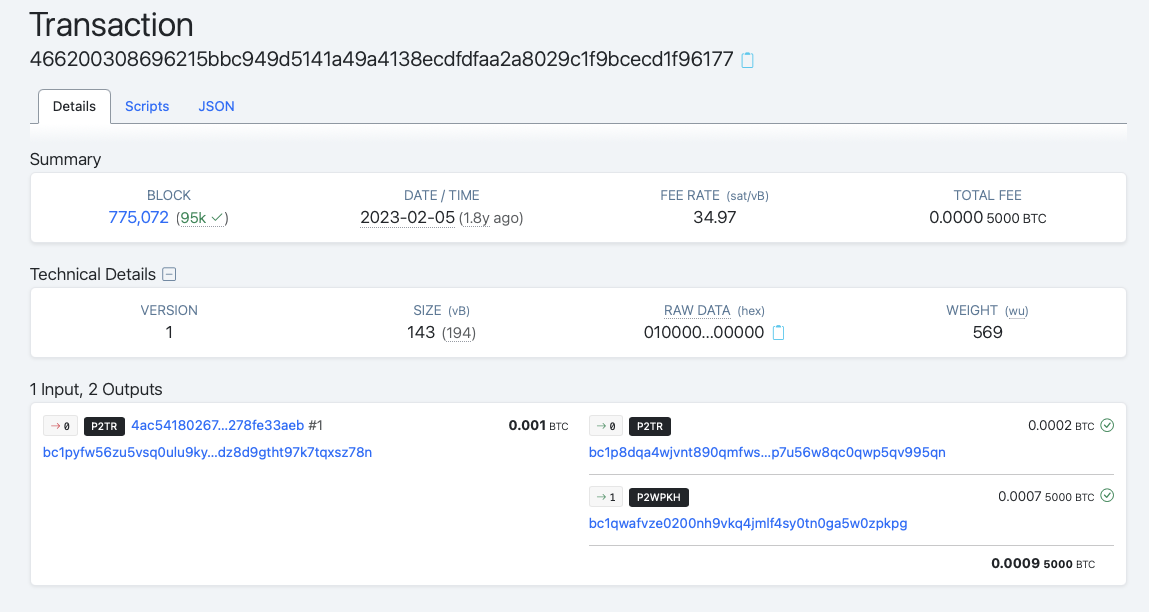 Transaction
466200308696215bbc949d5141a49a4138ecdfdfaa2a8029c1f9bcecd1f96177
Details Scripts JSON
Summary
BLOCK DATE / TIME FEE RATE (sat/vB) TOTAL FEE
775,072 (95k ✓) 2023-02-05 (1.8y ago) 34.97 0.0000 5000 BTC
Technical Details
VERSION SIZE (vB) RAW DATA (hex) WEIGHT (wu)
1 143 (194) 010000...00000 569
1 Input, 2 Outputs
→ 0 P2TR 4ac54180267...278fe33aeb #1 0.001 BTC
bc1pyfw56zu5vsq0ulu9ky...dz8d9gtht97k7tqxsz78n
→ 0 P2TR 0.0002 BTC
bc1p8dqa4wjvnt890qmfws...p7u56w8qc0qwp5qv995qn
→ 1 P2WPKH 0.0007 5000 BTC
bc1qwafvze0200nh9vkq4jmlf4sy0tn0ga5w0zpkpg
0.0009 5000 BTC